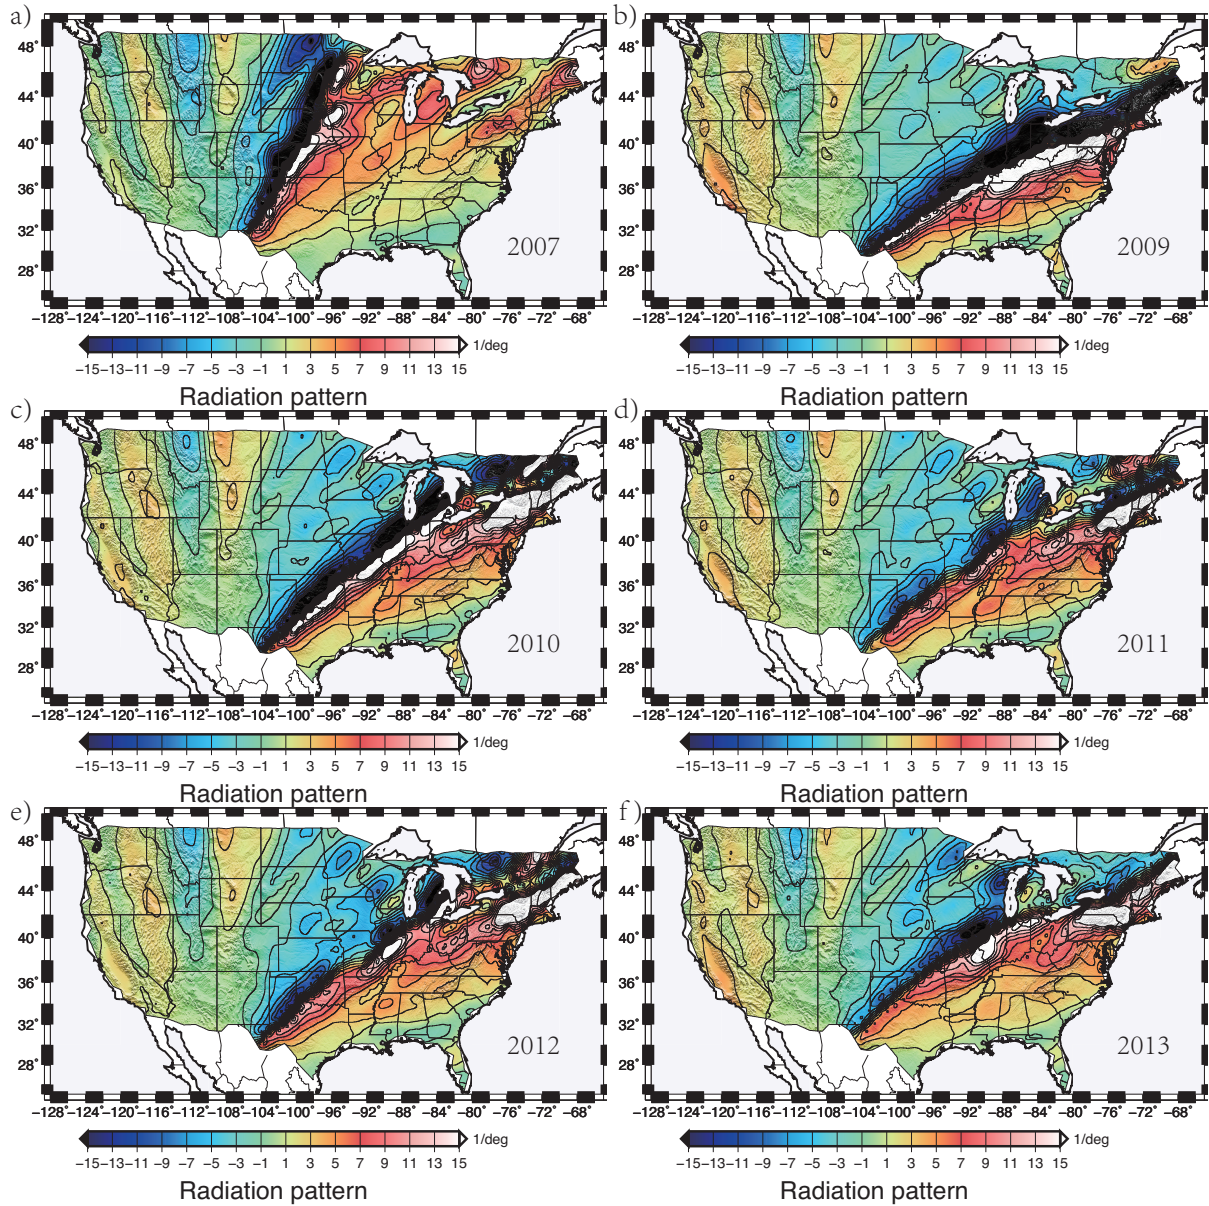 a) b)
48° 48°
44° 44°
40° 40°
36° 36°
32° 32°
28° 28°
2007 2009
−128° −124° −120° −116° −112° −108° −104° −100° −96° −92° −88° −84° −80° −76° −72° −68° −128° −124° −120° −116° −112° −108° −104° −100° −96° −92° −88° −84° −80° −76° −72° −68°
1/deg 1/deg
−15 −13 −11 −9 −7 −5 −3 −1 1 3 5 7 9 11 13 15 −15 −13 −11 −9 −7 −5 −3 −1 1 3 5 7 9 11 13 15
Radiation pattern Radiation pattern
c) d)
48° 48°
44° 44°
40° 40°
36° 36°
32° 32°
28° 28°
2010 2011
−128° −124° −120° −116° −112° −108° −104° −100° −96° −92° −88° −84° −80° −76° −72° −68° −128° −124° −120° −116° −112° −108° −104° −100° −96° −92° −88° −84° −80° −76° −72° −68°
1/deg 1/deg
−15 −13 −11 −9 −7 −5 −3 −1 1 3 5 7 9 11 13 15 −15 −13 −11 −9 −7 −5 −3 −1 1 3 5 7 9 11 13 15
Radiation pattern Radiation pattern
e) f)
48° 48°
44° 44°
40° 40°
36° 36°
32° 32°
28° 28°
2012 2013
−128° −124° −120° −116° −112° −108° −104° −100° −96° −92° −88° −84° −80° −76° −72° −68° −128° −124° −120° −116° −112° −108° −104° −100° −96° −92° −88° −84° −80° −76° −72° −68°
1/deg 1/deg
−15 −13 −11 −9 −7 −5 −3 −1 1 3 5 7 9 11 13 15 −15 −13 −11 −9 −7 −5 −3 −1 1 3 5 7 9 11 13 15
Radiation pattern Radiation pattern